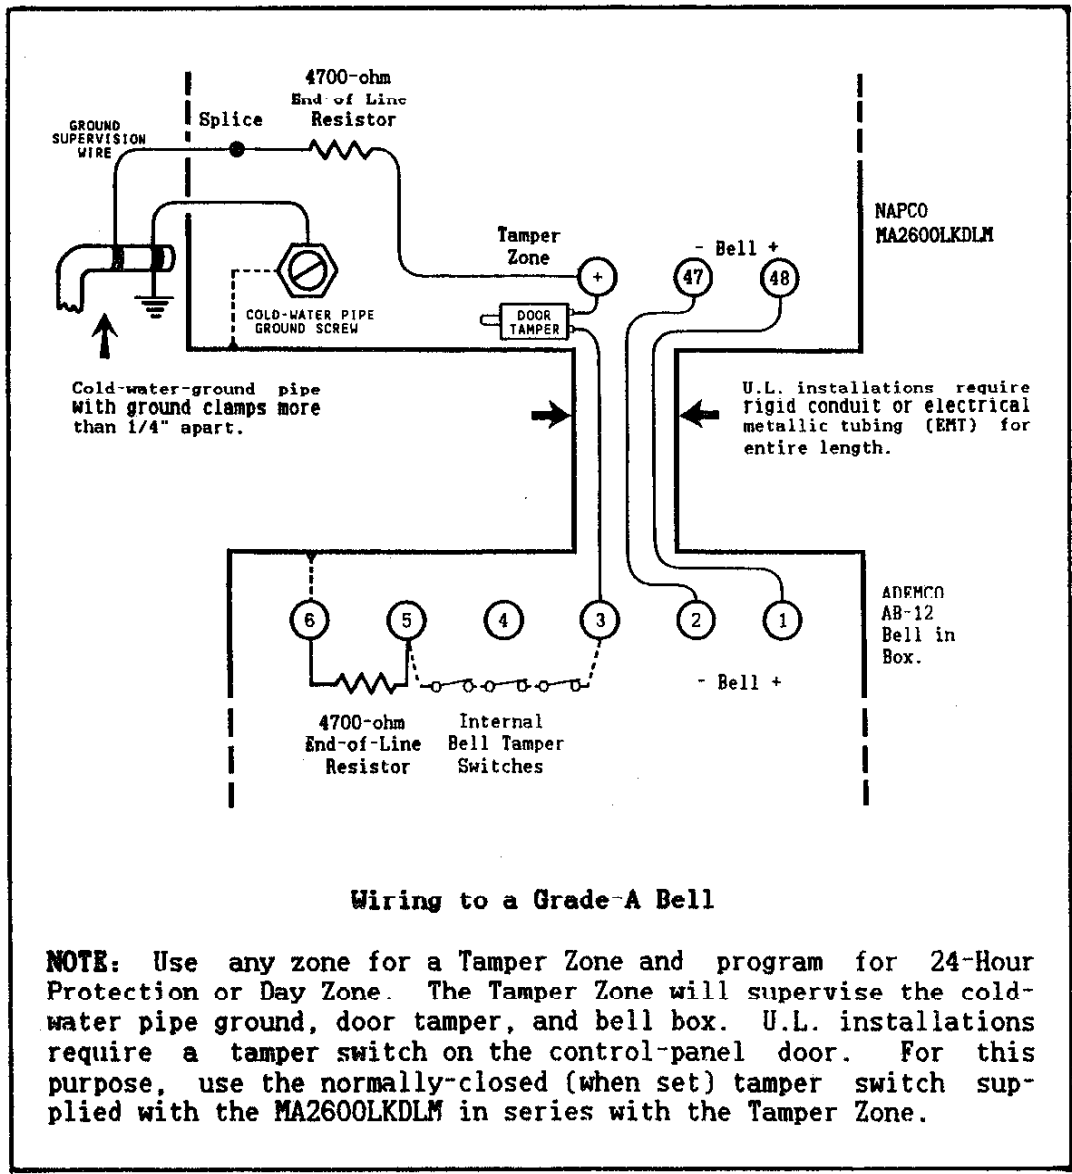 4700-ohm
End-of Line
Resistor
GROUND
SUPERVISION
WIRE
Splice
NAPCO
MA2600LKDLM
Tamper
Zone
- Bell +
+
47
48
DOOR
TAMPER
COLD-WATER PIPE
GROUND SCREW
Cold-water-ground pipe
with ground clamps more
than 1/4" apart.
U.L. installations require
rigid conduit or electrical
metallic tubing (EMT) for
entire length.
6
5
4
3
2
1
ADEMCO
AB-12
Bell in
Box.
- Bell +
4700-ohm
End-of-Line
Resistor
Internal
Bell Tamper
Switches
Wiring to a Grade-A Bell
NOTE: Use any zone for a Tamper Zone and program for 24-Hour
Protection or Day Zone. The Tamper Zone will supervise the cold-
water pipe ground, door tamper, and bell box. U.L. installations
require a tamper switch on the control-panel door. For this
purpose, use the normally-closed (when set) tamper switch sup-
plied with the MA2600LKDLM in series with the Tamper Zone.